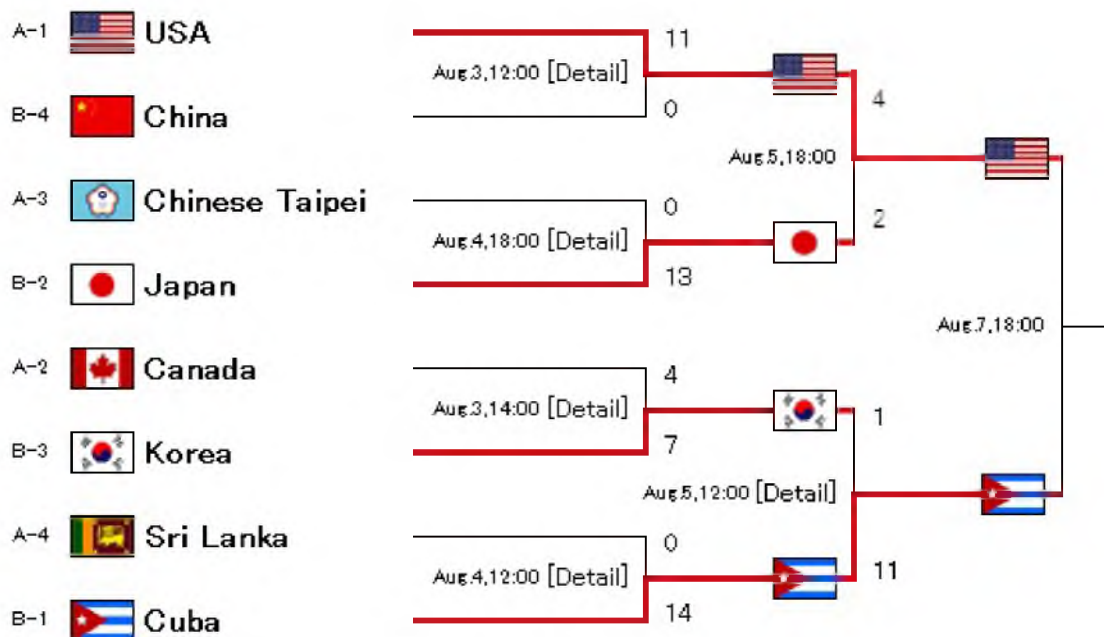 A-1 USA
11
Aug.3,12:00 [Detail]
4
B-4 China
0
Aug.5,18:00
A-3 Chinese Taipei
0
Aug.4,18:00 [Detail]
2
B-2 Japan
13
Aug.7,18:00
A-2 Canada
4
Aug.3,14:00 [Detail]
1
B-3 Korea
7
Aug.5,12:00 [Detail]
A-4 Sri Lanka
0
Aug.4,12:00 [Detail]
11
B-1 Cuba
14